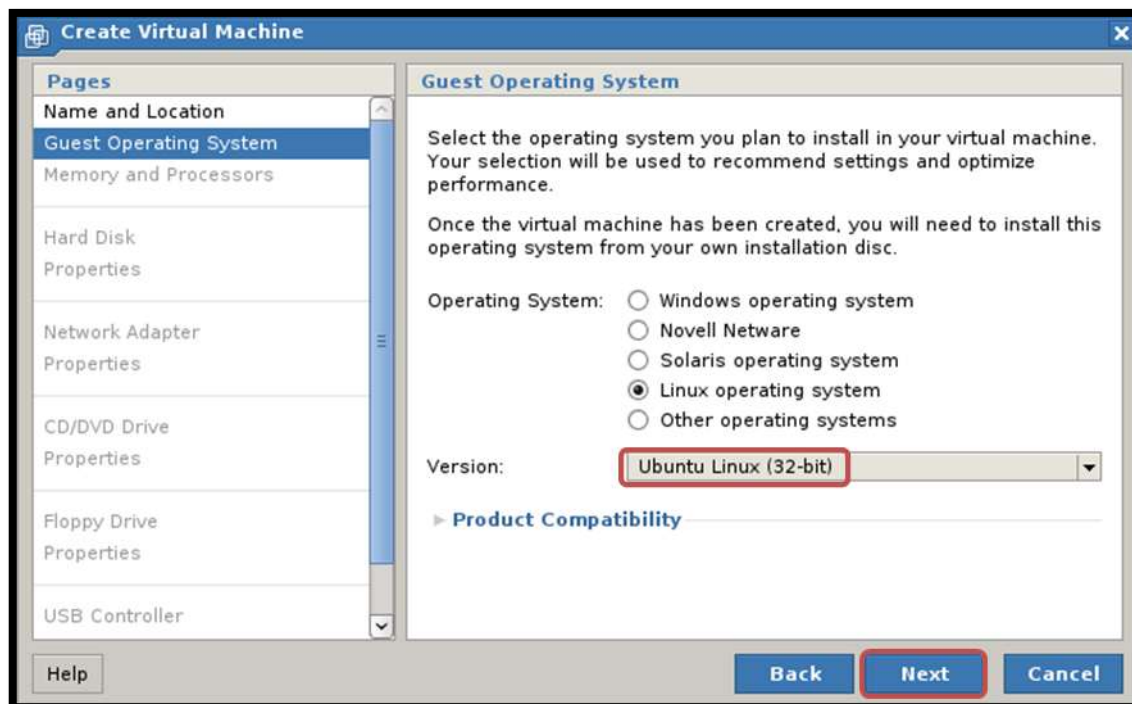 Create Virtual Machine
Pages
Name and Location
Guest Operating System
Memory and Processors
Hard Disk
Properties
Network Adapter
Properties
CD/DVD Drive
Properties
Floppy Drive
Properties
USB Controller
Guest Operating System
Select the operating system you plan to install in your virtual machine.
Your selection will be used to recommend settings and optimize
performance.
Once the virtual machine has been created, you will need to install this
operating system from your own installation disc.
Operating System:
Windows operating system
Novell Netware
Solaris operating system
Linux operating system
Other operating systems
Version:
Ubuntu Linux (32-bit)
Product Compatibility
Help
Back
Next
Cancel